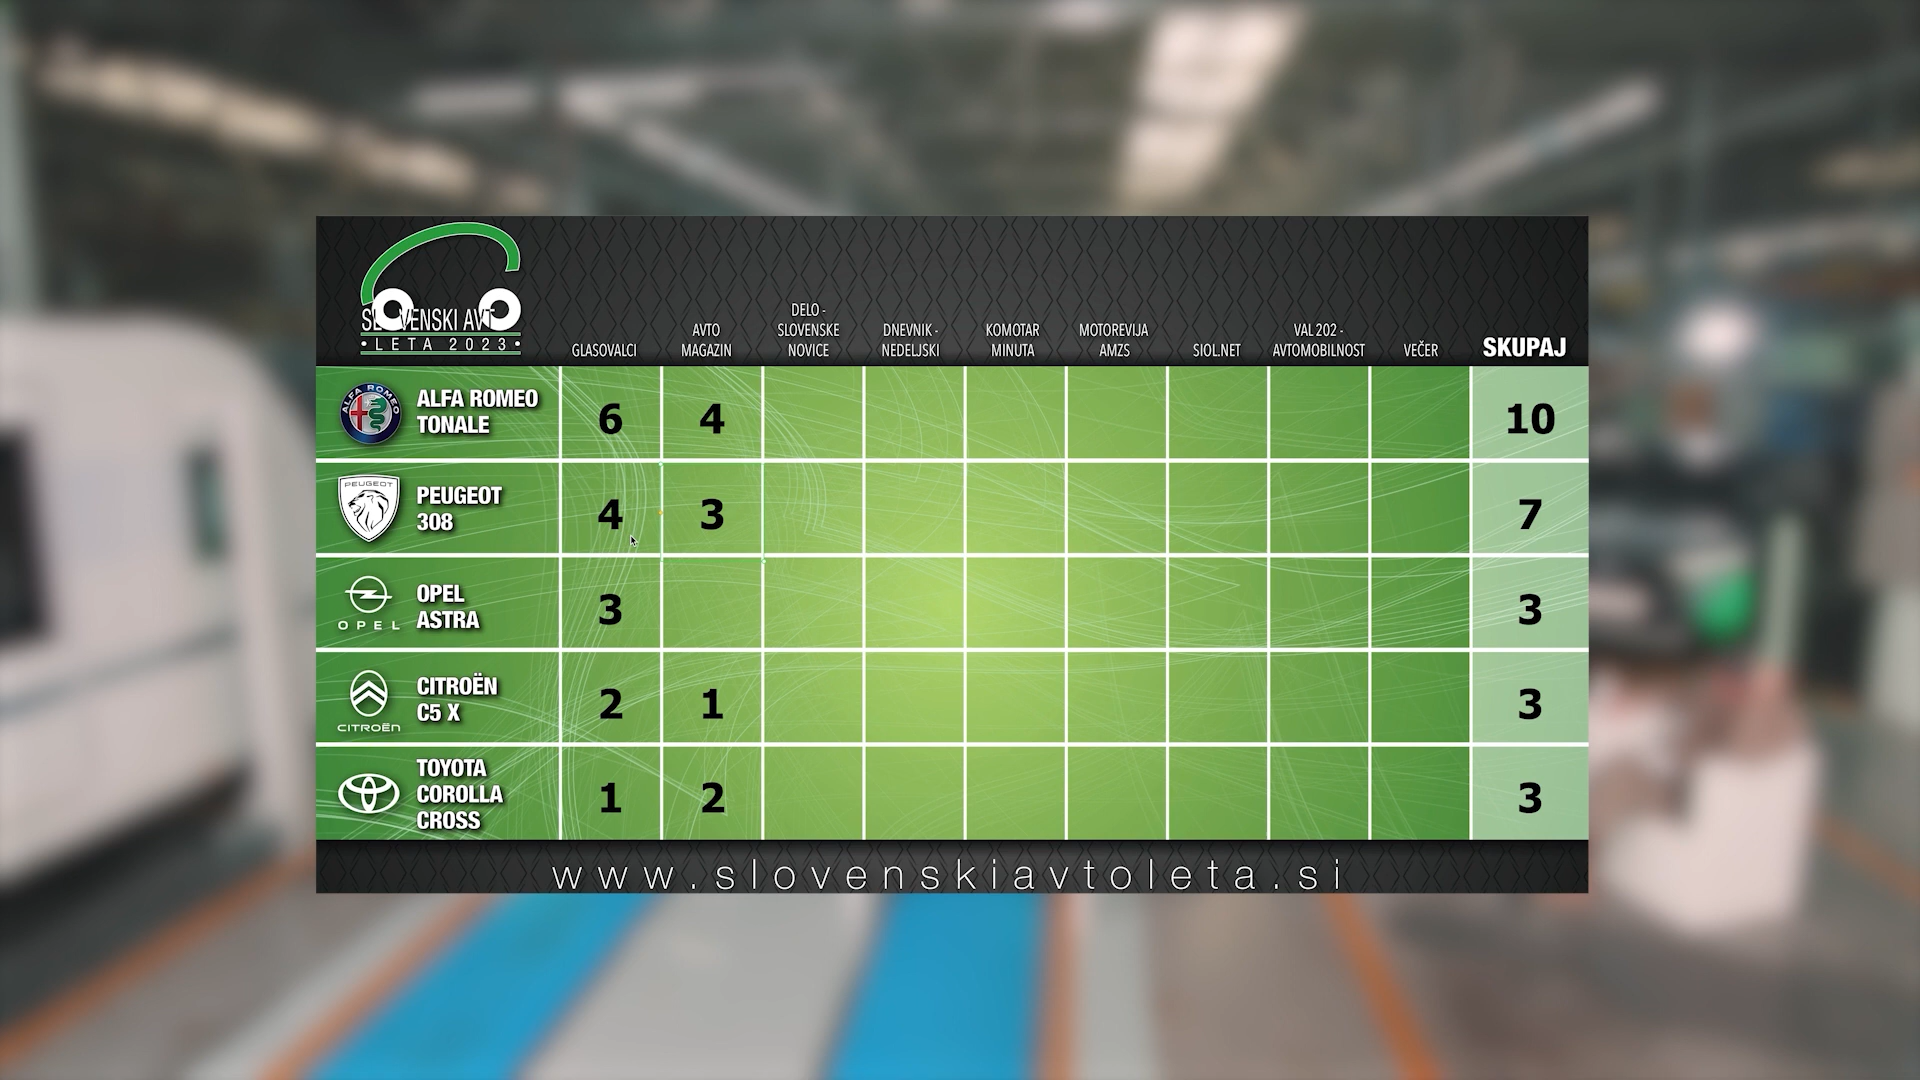 SLOVENSKI AVTO
• LETA 2023 •
GLASOVALCI
AVTO
MAGAZIN
DELO -
SLOVENSKE
NOVICE
DNEVNIK -
NEDELJSKI
KOMOTAR
MINUTA
MOTOREVIJA
AMZS
SIOL.NET
VAL 202 -
AVTOMOBILNOST
VEČER
SKUPAJ
ALFA ROMEO
ALFA ROMEO
TONALE
6 4 10
PEUGEOT
PEUGEOT
308
4 3 7
OPEL
OPEL
ASTRA
3 3
CITROËN
CITROËN
C5 X
2 1 3
TOYOTA
COROLLA
CROSS
1 2 3
www.slovenskiavtoleta.si